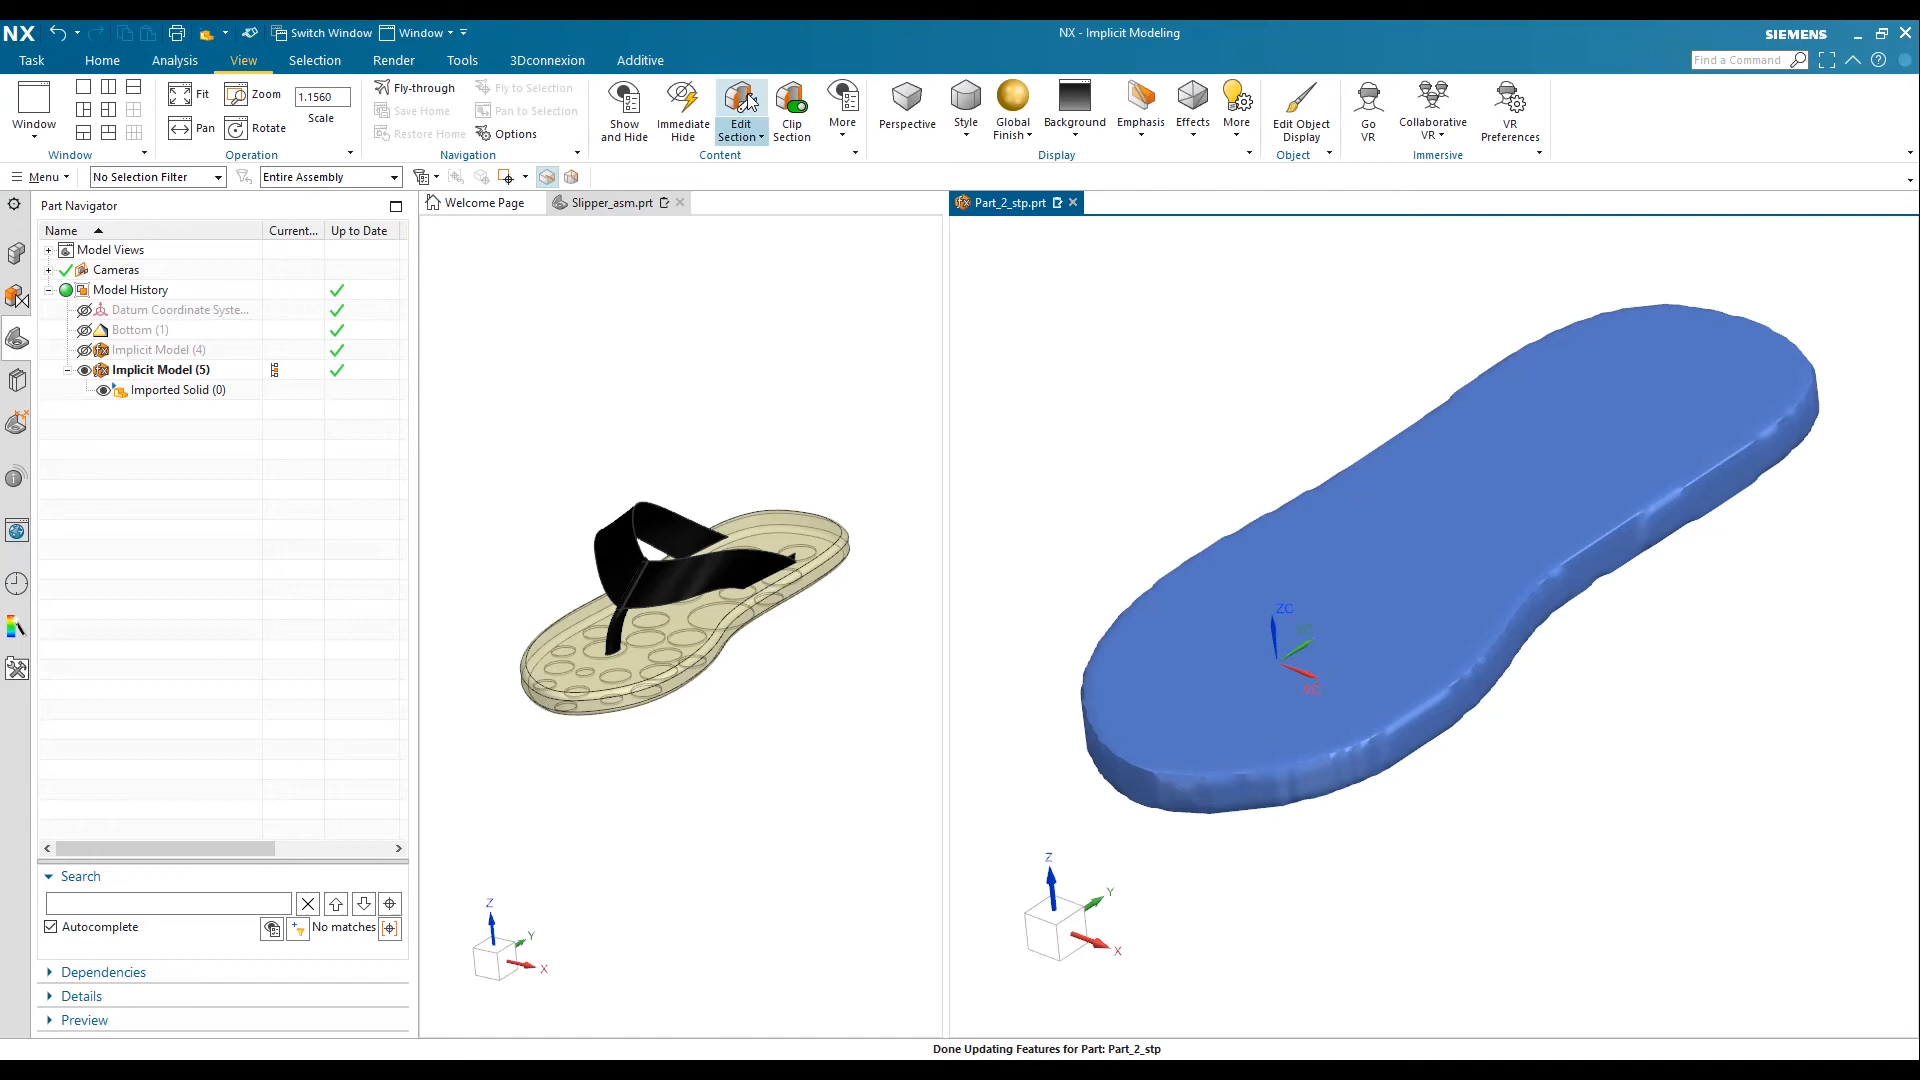 NX Switch Window Window NX - Implicit Modeling SIEMENS
Task Home Analysis View Selection Render Tools 3Dconnexion Additive Find a Command
Window
Window
Fit Zoom 1.1560
Pan Rotate Scale
Operation
Fly-through Fly to Selection
Save Home Pan to Selection
Restore Home Options
Navigation
Show and Hide
Immediate Hide
Edit Section
Clip Section
More
Content
Perspective
Style
Global Finish
Background
Emphasis
Effects
More
Display
Edit Object Display
Object
Go VR
Collaborative VR
VR Preferences
Immersive
Menu No Selection Filter Entire Assembly
Part Navigator
Name Current... Up to Date
Model Views
Cameras
Model History
Datum Coordinate Syste...
Bottom (1)
Implicit Model (4)
Implicit Model (5)
Imported Solid (0)
Search
Autocomplete No matches
Dependencies
Details
Preview
Welcome Page Slipper_asm.prt
Z
Y
X
Part_2_stp.prt
ZC
YC
XC
Z
Y
X
Done Updating Features for Part: Part_2_stp